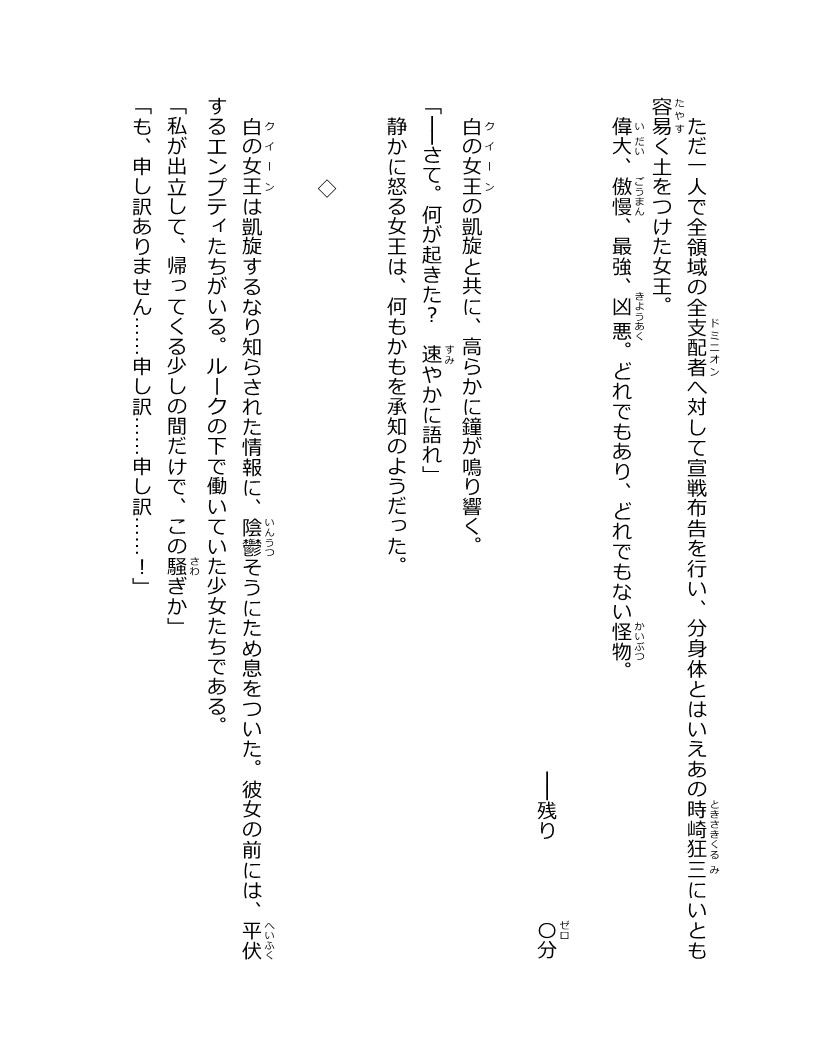 ただ一人で全領域の全支配者へ対して宣戦布告を行い、分身体とはいえあの時崎狂三にいとも
容易く土をつけた女王。
偉大、傲慢、最強、凶悪。どれでもあり、どれでもない怪物。
――残り　　　〇分
白の女王の凱旋と共に、高らかに鐘が鳴り響く。
「――さて。何が起きた?　速やかに語れ」
静かに怒る女王は、何もかもを承知のようだった。
◇
白の女王は凱旋するなり知らされた情報に、陰鬱そうにため息をついた。彼女の前には、平伏
するエンプティたちがいる。ルークの下で働いていた少女たちである。
「私が出立して、帰ってくる少しの間だけで、この騒ぎか」
「も、申し訳ありません……申し訳……申し訳……!」